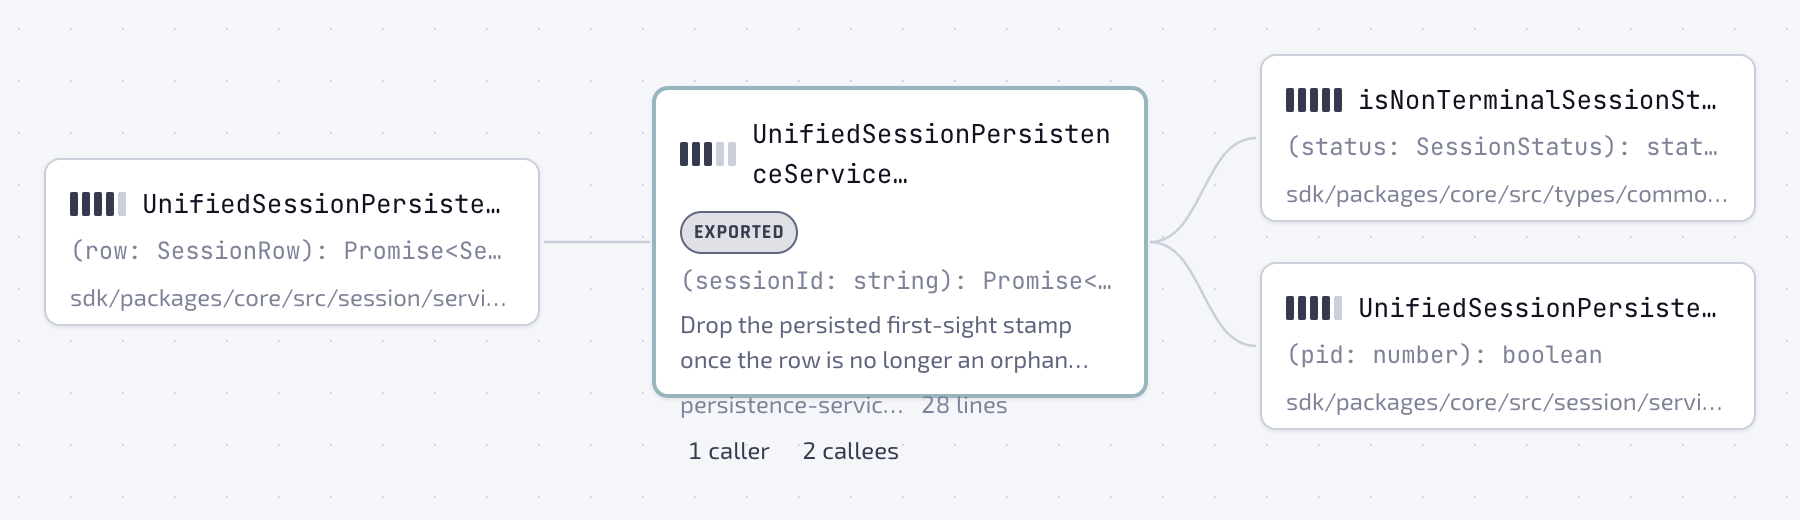 UnifiedSessionPersiste…
(row: SessionRow): Promise<Se…
sdk/packages/core/src/session/servi…
UnifiedSessionPersisten
ceService…
EXPORTED
(sessionId: string): Promise<…
Drop the persisted first-sight stamp
once the row is no longer an orphan…
persistence-servic… 28 lines
1 caller 2 callees
isNonTerminalSessionSt…
(status: SessionStatus): stat…
sdk/packages/core/src/types/commo…
UnifiedSessionPersiste…
(pid: number): boolean
sdk/packages/core/src/session/servi…